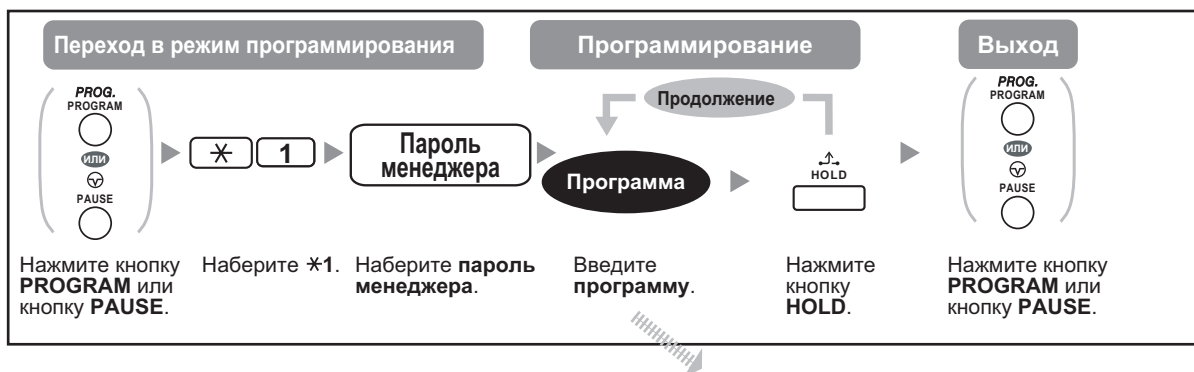 Переход в режим программирования
Программирование
Выход
PROG.
PROGRAM
ИЛИ
PAUSE
✳ 1
Пароль
менеджера
Продолжение
Программа
HOLD
PROG.
PROGRAM
ИЛИ
PAUSE
Нажмите кнопку
PROGRAM или
кнопку PAUSE.
Наберите ✳1.
Наберите пароль
менеджера.
Введите
программу.
Нажмите
кнопку
HOLD.
Нажмите кнопку
PROGRAM или
кнопку PAUSE.